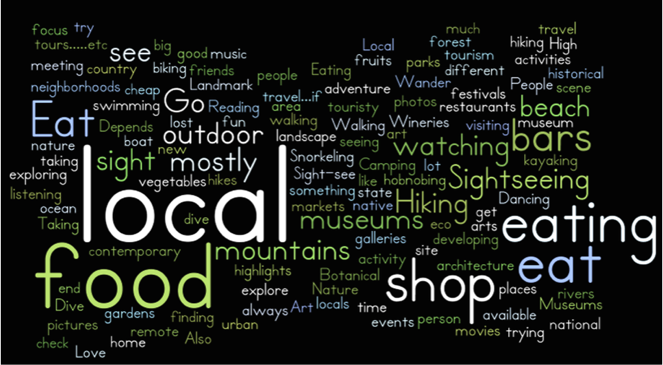 focus try
tours.....etc see big good music
meeting country biking friends people Eating
neighborhoods cheap Landmark
swimming Go Reading travel...if
Local fruits parks forest tourism hiking High travel
much different activities
adventure Wander festivals People historical scene
area touristy photos restaurants beach
Eat Depends lost fun walking Walking Wineries visiting museum
boat new outdoor landscape seeing art watching bars
nature taking sight mostly Snorkeling Camping lot kayaking
exploring vegetables hikes Sight-see like hobnobing Sightseeing
listening local something state Hiking Dancing
ocean Taking dive markets native museums eco get arts eating
contemporary mountains galleries developing site
food highlights Botanical activity shop architecture eat
end Dive explore Nature places rivers
gardens finding always Art locals time available Museums
pictures remote urban events person movies trying national
check home Also
Love